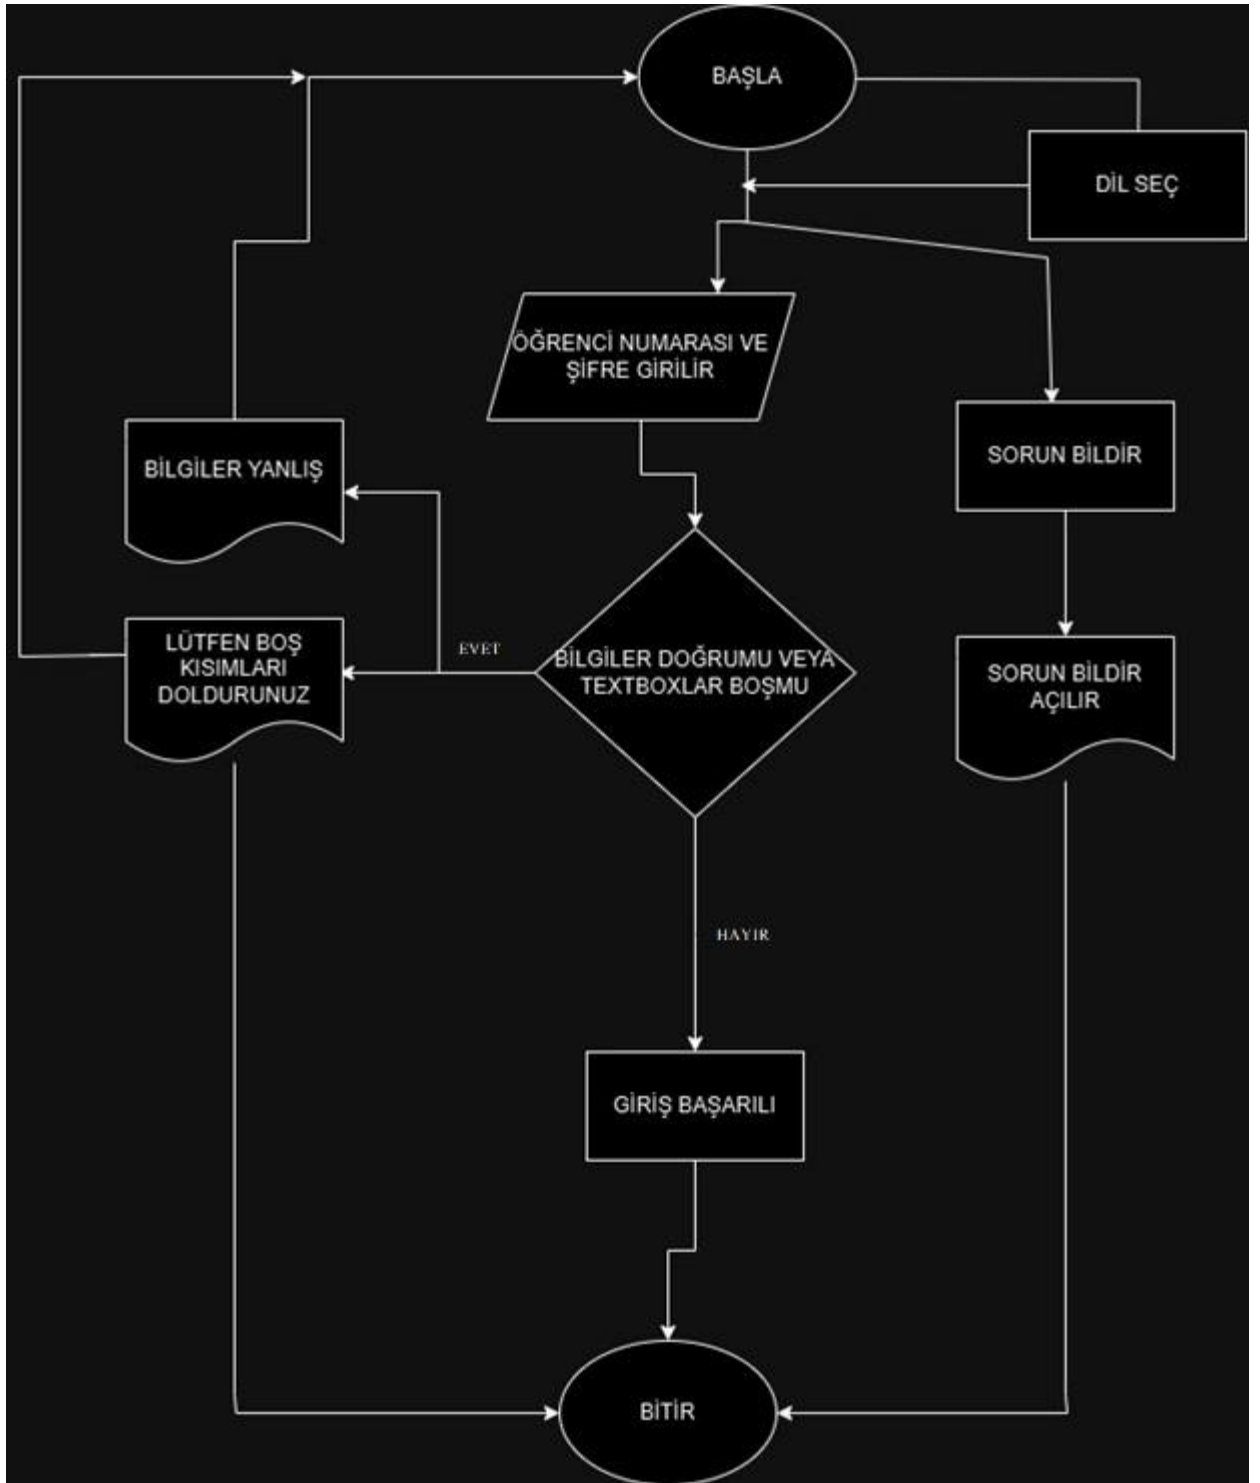 BAŞLA
DİL SEÇ
ÖĞRENCİ NUMARASI VE
ŞİFRE GİRİLİR
BİLGİLER YANLIŞ
SORUN BİLDİR
LÜTFEN BOŞ
KISIMLARI
DOLDURUNUZ
EVET
BİLGİLER DOĞRUMU VEYA
TEXTBOXLAR BOŞMU
SORUN BİLDİR
AÇILIR
HAYIR
GİRİŞ BAŞARILI
BİTİR